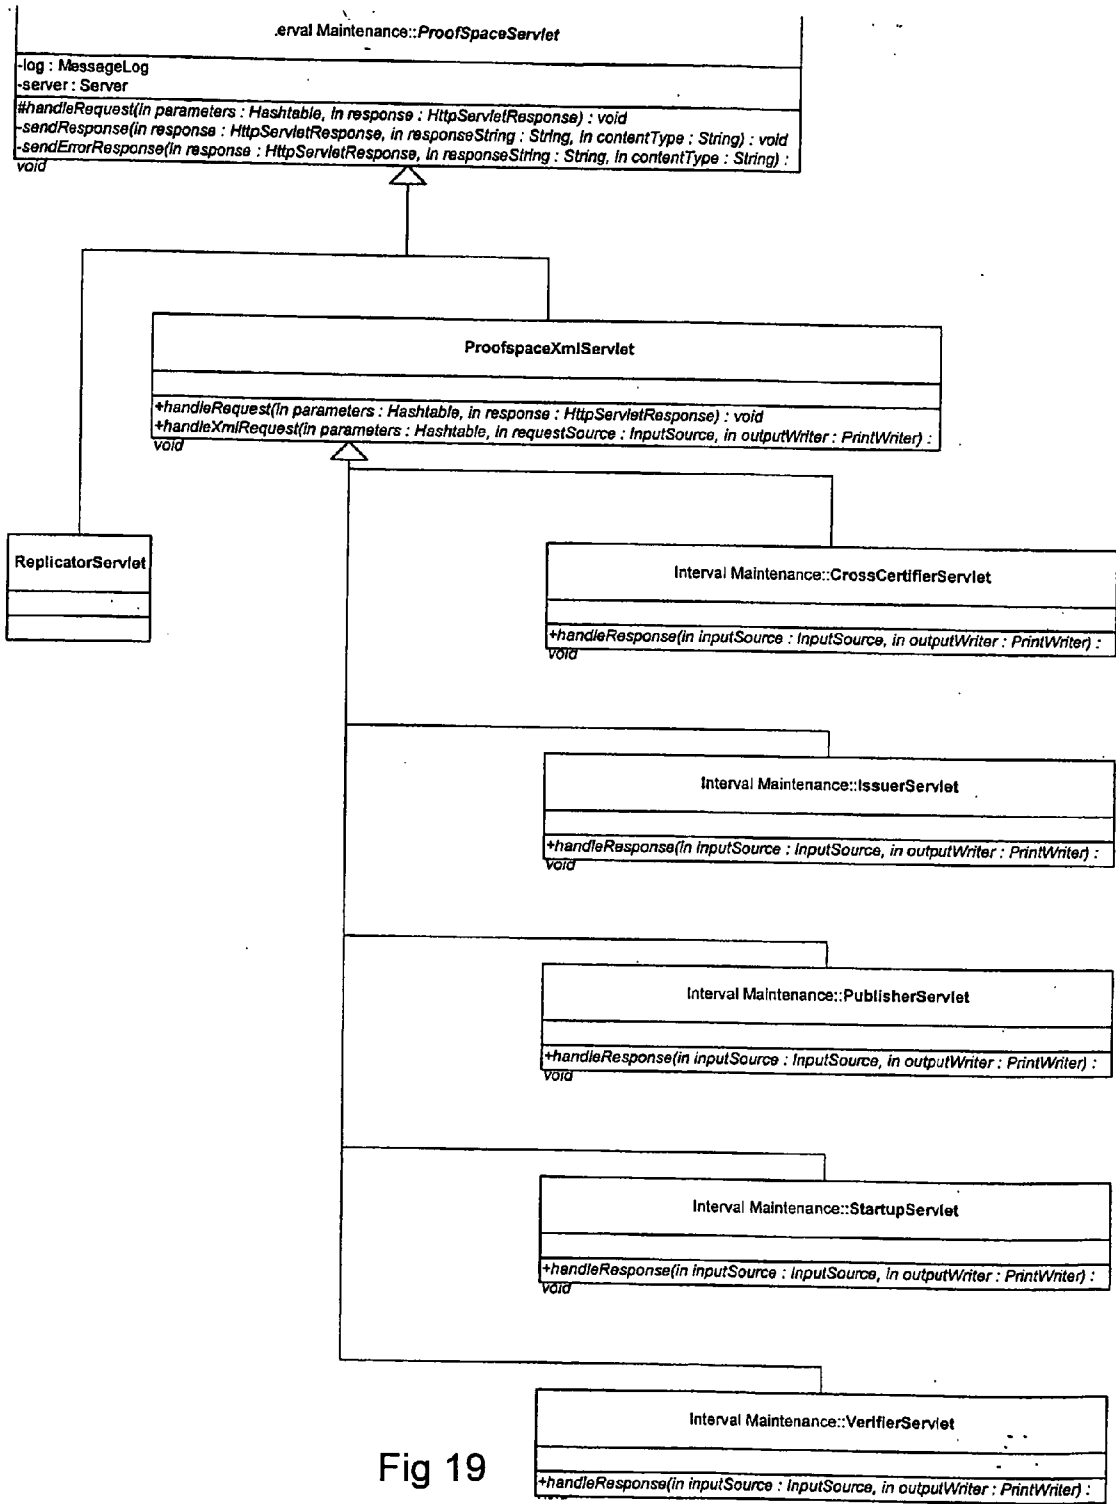 .erval Maintenance::ProofSpaceServlet
-log : MessageLog
-server : Server
#handleRequest(in parameters : Hashtable, in response : HttpServletResponse) : void
-sendResponse(in response : HttpServletResponse, in responseString : String, in contentType : String) : void
-sendErrorResponse(in response : HttpServletResponse, in responseString : String, in contentType : String) :
void
ProofspaceXmlServlet
+handleRequest(in parameters : Hashtable, in response : HttpServletResponse) : void
+handleXmlRequest(in parameters : Hashtable, in requestSource : InputSource, in outputWriter : PrintWriter) :
void
ReplicatorServlet
Interval Maintenance::CrossCertifierServlet
+handleResponse(in inputSource : InputSource, in outputWriter : PrintWriter) :
void
Interval Maintenance::IssuerServlet
+handleResponse(in inputSource : InputSource, in outputWriter : PrintWriter) :
void
Interval Maintenance::PublisherServlet
+handleResponse(in inputSource : InputSource, in outputWriter : PrintWriter) :
void
Interval Maintenance::StartupServlet
+handleResponse(in inputSource : InputSource, in outputWriter : PrintWriter) :
void
Interval Maintenance::VerifierServlet
+handleResponse(in inputSource : InputSource, in outputWriter : PrintWriter) :
Fig 19